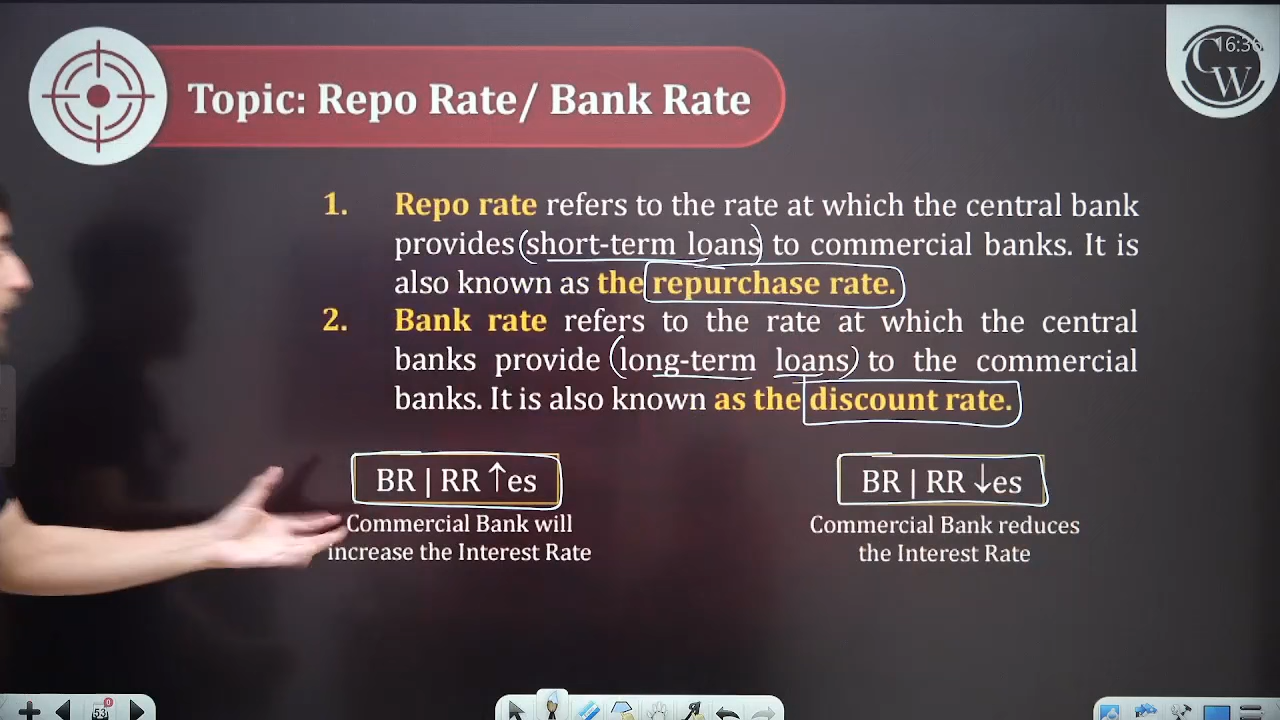 Topic: Repo Rate/ Bank Rate
16:36
CW
1. Repo rate refers to the rate at which the central bank
provides (short-term loans) to commercial banks. It is
also known as the repurchase rate.
2. Bank rate refers to the rate at which the central
banks provide (long-term loans) to the commercial
banks. It is also known as the discount rate.
BR | RR ↑es
Commercial Bank will
increase the Interest Rate
BR | RR ↓es
Commercial Bank reduces
the Interest Rate
53